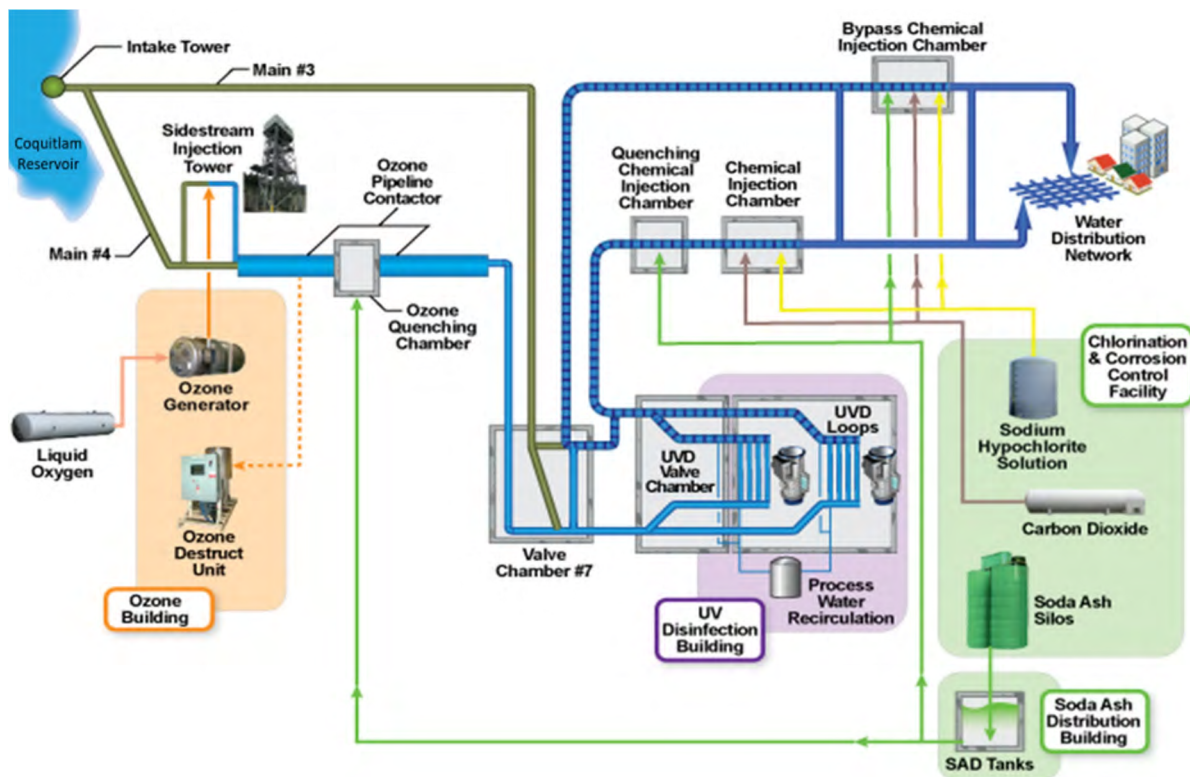 Intake Tower
Main #3
Coquitlam
Reservoir
Sidestream
Injection
Tower
Ozone
Pipeline
Contactor
Main #4
Ozone
Quenching
Chamber
Bypass Chemical
Injection Chamber
Quenching
Chemical
Injection
Chamber
Chemical
Injection
Chamber
Water
Distribution
Network
Ozone
Generator
Liquid
Oxygen
Ozone
Destruct
Unit
Ozone
Building
Valve
Chamber #7
UVD
Valve
Chamber
UVD
Loops
Process
Water
Recirculation
UV
Disinfection
Building
Chlorination
& Corrosion
Control
Facility
Sodium
Hypochlorite
Solution
Carbon Dioxide
Soda Ash
Silos
Soda Ash
Distribution
Building
SAD Tanks